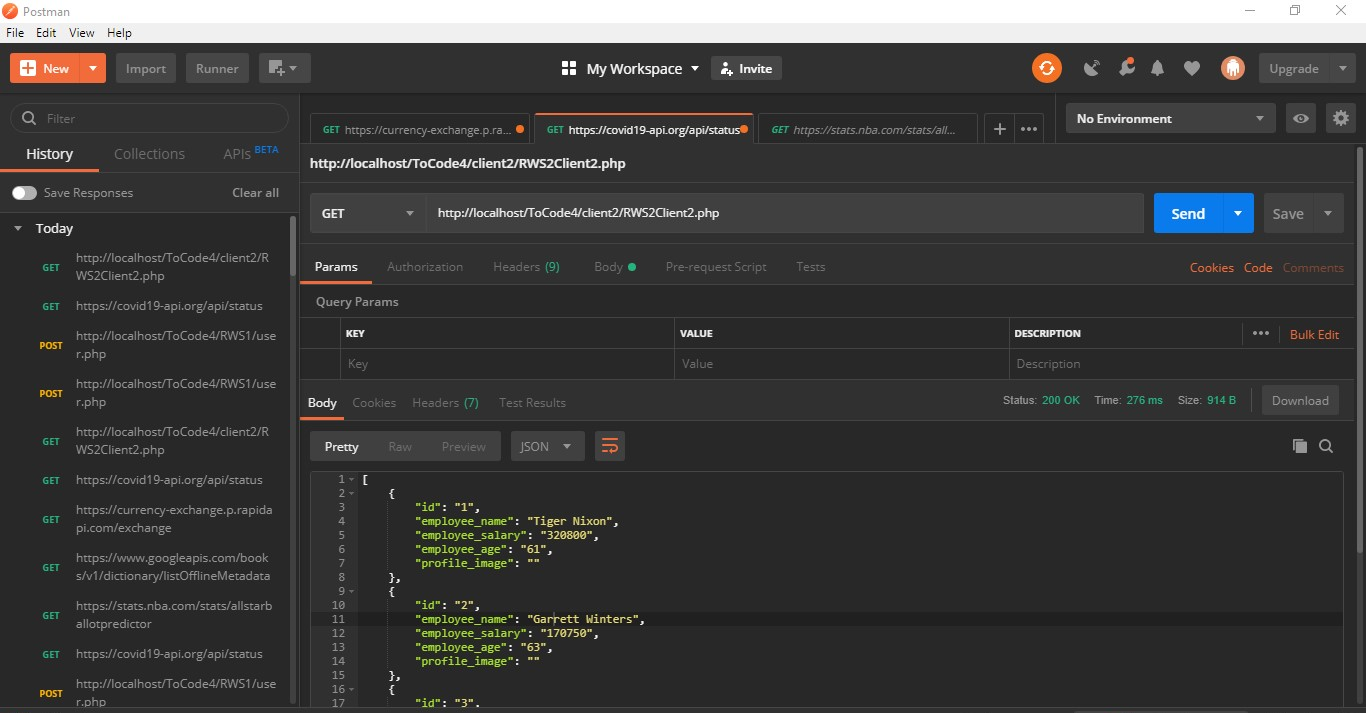 Postman
File Edit View Help
New Import Runner My Workspace Invite Upgrade
Filter
History Collections APIs BETA
Save Responses Clear all
Today
GET http://localhost/ToCode4/client2/R
WS2Client2.php
GET https://covid19-api.org/api/status
POST http://localhost/ToCode4/RWS1/use
r.php
POST http://localhost/ToCode4/RWS1/use
r.php
GET http://localhost/ToCode4/client2/R
WS2Client2.php
GET https://covid19-api.org/api/status
GET https://currency-exchange.p.rapida
pi.com/exchange
GET https://www.googleapis.com/book
s/v1/dictionary/listOfflineMetadata
GET https://stats.nba.com/stats/allstarb
allotpredictor
GET https://covid19-api.org/api/status
POST http://localhost/ToCode4/RWS1/use
r.php
GET https://currency-exchange.p.ra... GET https://covid19-api.org/api/status GET https://stats.nba.com/stats/all... + ••• No Environment
http://localhost/ToCode4/client2/RWS2Client2.php
GET http://localhost/ToCode4/client2/RWS2Client2.php Send Save
Params Authorization Headers (9) Body Pre-request Script Tests Cookies Code Comments
Query Params
KEY VALUE DESCRIPTION ••• Bulk Edit
Key Value Description
Body Cookies Headers (7) Test Results Status: 200 OK Time: 276 ms Size: 914 B Download
Pretty Raw Preview JSON
1 [
2 {
3 "id": "1",
4 "employee_name": "Tiger Nixon",
5 "employee_salary": "320800",
6 "employee_age": "61",
7 "profile_image": ""
8 },
9 {
10 "id": "2",
11 "employee_name": "Garrett Winters",
12 "employee_salary": "170750",
13 "employee_age": "63",
14 "profile_image": ""
15 },
16 {
17 "id": "3",